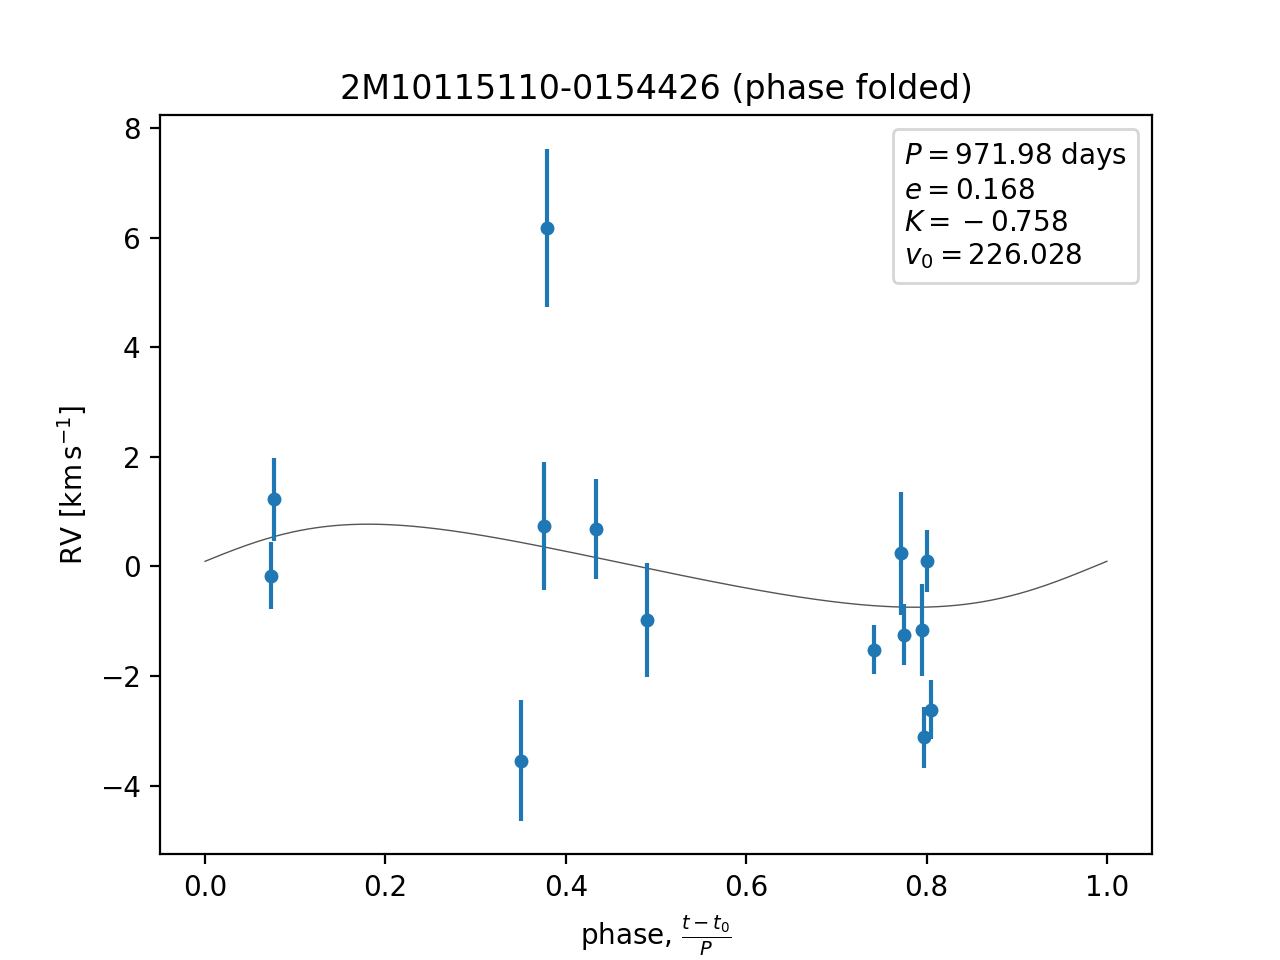 2M10115110-0154426 (phase folded)
P = 971.98 days
e = 0.168
K = −0.758
v₀ = 226.028
8
6
4
2
0
−2
−4
RV [km s⁻¹]
0.0 0.2 0.4 0.6 0.8 1.0
phase, (t − t₀)/P